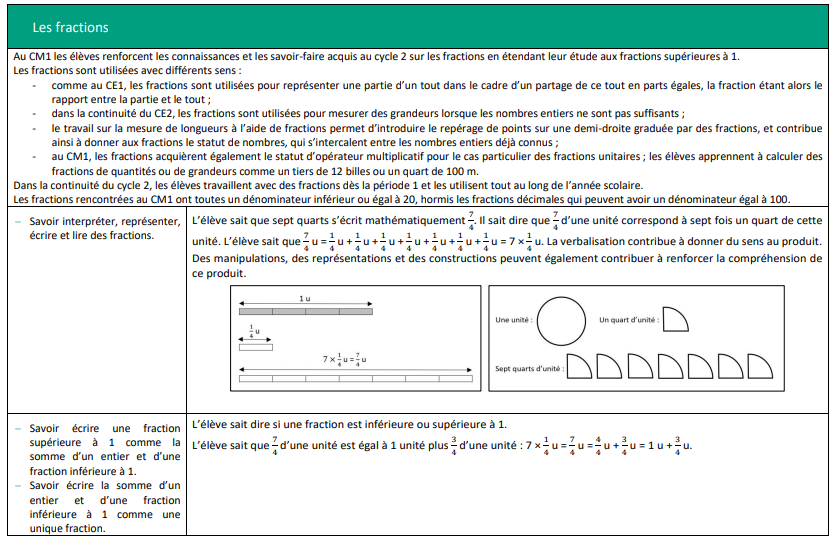 Les fractions
Au CM1 les élèves renforcent les connaissances et les savoir-faire acquis au cycle 2 sur les fractions en étendant leur étude aux fractions supérieures à 1.
Les fractions sont utilisées avec différents sens :
- comme au CE1, les fractions sont utilisées pour représenter une partie d'un tout dans le cadre d'un partage de ce tout en parts égales, la fraction étant alors le
rapport entre la partie et le tout ;
- dans la continuité du CE2, les fractions sont utilisées pour mesurer des grandeurs lorsque les nombres entiers ne sont pas suffisants ;
- le travail sur la mesure de longueurs à l'aide de fractions permet d'introduire le repérage de points sur une demi-droite graduée par des fractions, et contribue
ainsi à donner aux fractions le statut de nombres, qui s'intercalent entre les nombres entiers déjà connus ;
- au CM1, les fractions acquièrent également le statut d'opérateur multiplicatif pour le cas particulier des fractions unitaires ; les élèves apprennent à calculer des
fractions de quantités ou de grandeurs comme un tiers de 12 billes ou un quart de 100 m.
Dans la continuité du cycle 2, les élèves travaillent avec des fractions dès la période 1 et les utilisent tout au long de l'année scolaire.
Les fractions rencontrées au CM1 ont toutes un dénominateur inférieur ou égal à 20, hormis les fractions décimales qui peuvent avoir un dénominateur égal à 100.
– Savoir interpréter, représenter,
écrire et lire des fractions.
L'élève sait que sept quarts s'écrit mathématiquement 7/4. Il sait dire que 7/4 d'une unité correspond à sept fois un quart de cette
unité. L'élève sait que 7/4 u = 1/4 u + 1/4 u + 1/4 u + 1/4 u + 1/4 u + 1/4 u + 1/4 u = 7 × 1/4 u. La verbalisation contribue à donner du sens au produit.
Des manipulations, des représentations et des constructions peuvent également contribuer à renforcer la compréhension de
ce produit.
1 u
1/4 u
7 × 1/4 u = 7/4 u
Une unité :
Un quart d'unité :
Sept quarts d'unité :
– Savoir écrire une fraction
supérieure à 1 comme la
somme d'un entier et d'une
fraction inférieure à 1.
– Savoir écrire la somme d'un
entier et d'une fraction
inférieure à 1 comme une
unique fraction.
L'élève sait dire si une fraction est inférieure ou supérieure à 1.
L'élève sait que 7/4 d'une unité est égal à 1 unité plus 3/4 d'une unité : 7 × 1/4 u = 7/4 u = 4/4 u + 3/4 u = 1 u + 3/4 u.